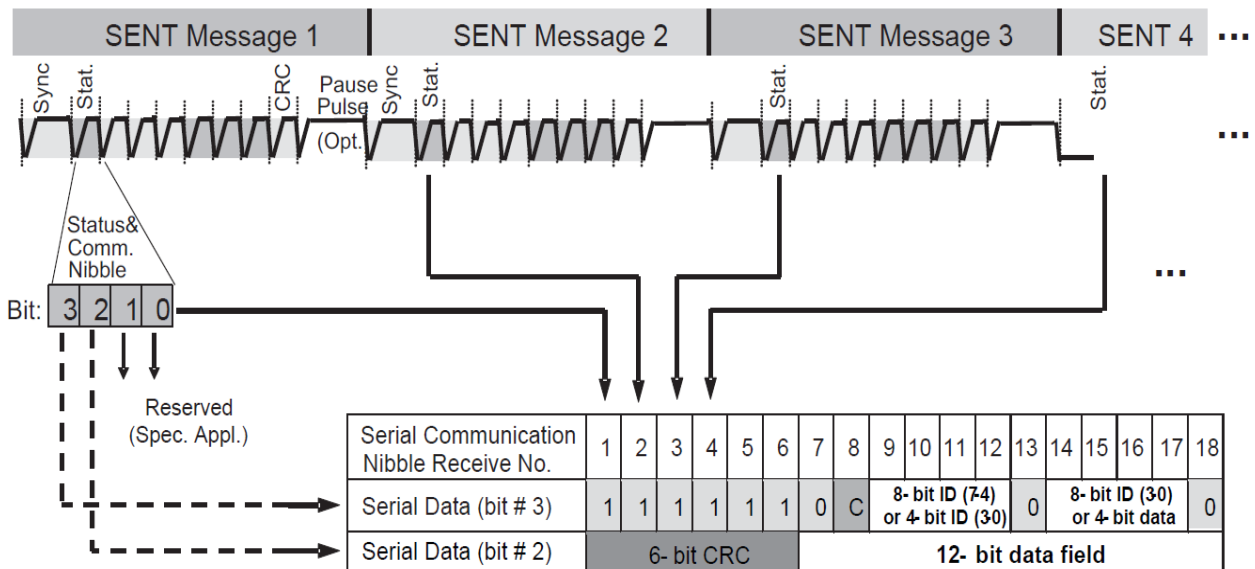 SENT Message 1 SENT Message 2 SENT Message 3 SENT 4 ...
Sync Stat. CRC Pause Pulse (Opt. Sync Stat. Stat. Stat.
...
Status&
Comm.
Nibble
...
Bit: 3 2 1 0
Reserved
(Spec. Appl.)
Serial Communication
Nibble Receive No. 1 2 3 4 5 6 7 8 9 10 11 12 13 14 15 16 17 18
Serial Data (bit # 3) 1 1 1 1 1 1 0 C 8- bit ID (7-4) or 4- bit ID (3-0) 0 8- bit ID (3-0) or 4- bit data 0
Serial Data (bit # 2) 6- bit CRC 12- bit data field